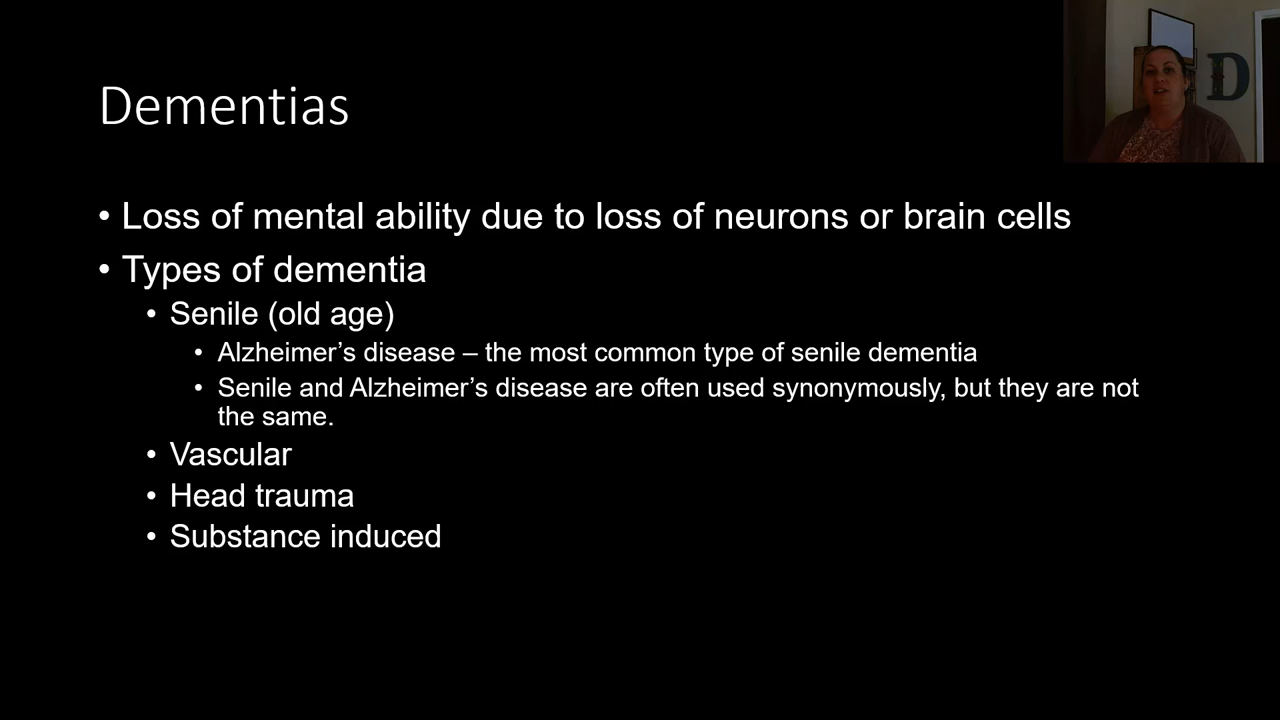 D
Dementias
• Loss of mental ability due to loss of neurons or brain cells
• Types of dementia
• Senile (old age)
• Alzheimer’s disease – the most common type of senile dementia
• Senile and Alzheimer’s disease are often used synonymously, but they are not
the same.
• Vascular
• Head trauma
• Substance induced